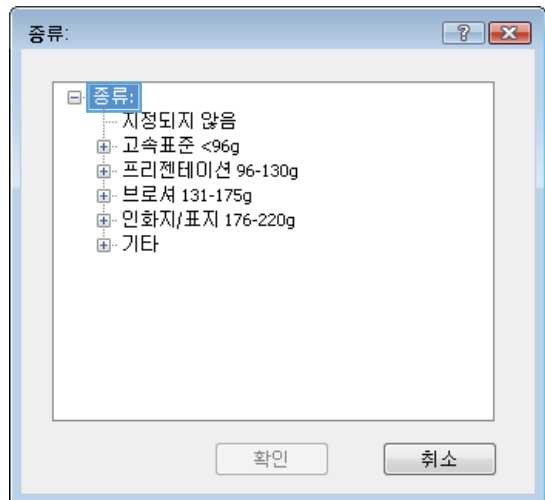 종류:
종류:
지정되지 않음
고속표준 <96g
프리젠테이션 96-130g
브로셔 131-175g
인화지/표지 176-220g
기타
확인
취소